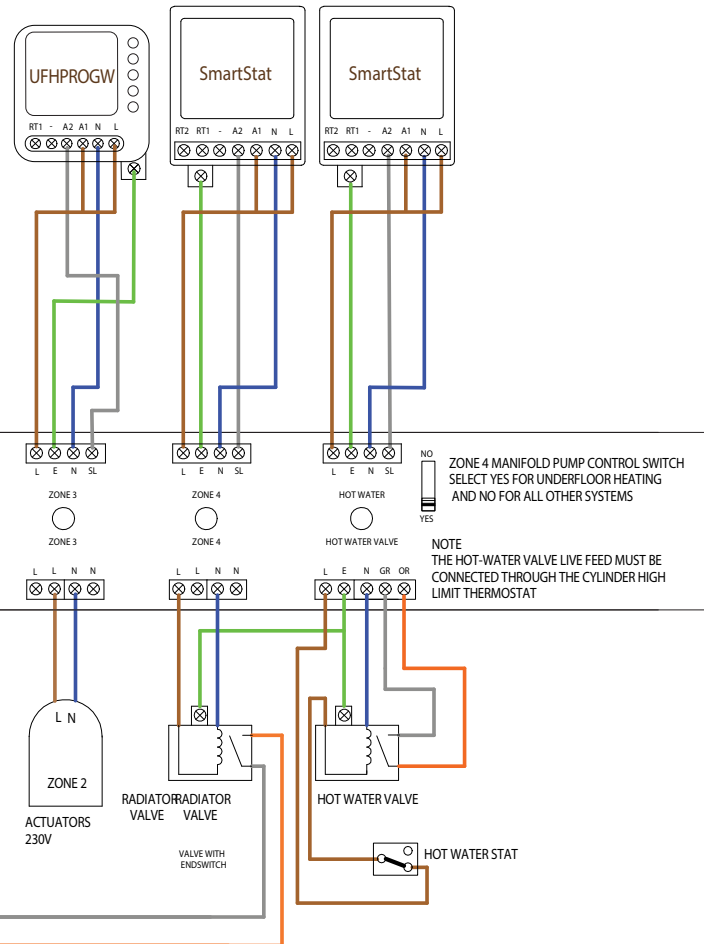 UFHPROGW
SmartStat
SmartStat
RT1 - A2 A1 N L
RT2 RT1 - A2 A1 N L
RT2 RT1 - A2 A1 N L
L E N SL
L E N SL
L E N SL
NO
YES
ZONE 4 MANIFOLD PUMP CONTROL SWITCH
SELECT YES FOR UNDERFLOOR HEATING
AND NO FOR ALL OTHER SYSTEMS
ZONE 3
ZONE 4
HOT WATER
ZONE 3
ZONE 4
HOT WATER VALVE
NOTE
THE HOT-WATER VALVE LIVE FEED MUST BE
CONNECTED THROUGH THE CYLINDER HIGH
LIMIT THERMOSTAT
L L N N
L L N N
L E N GR OR
L N
ZONE 2
ACTUATORS
230V
RADIATOR
VALVE
RADIATOR
VALVE
VALVE WITH
ENDSWITCH
HOT WATER VALVE
HOT WATER STAT